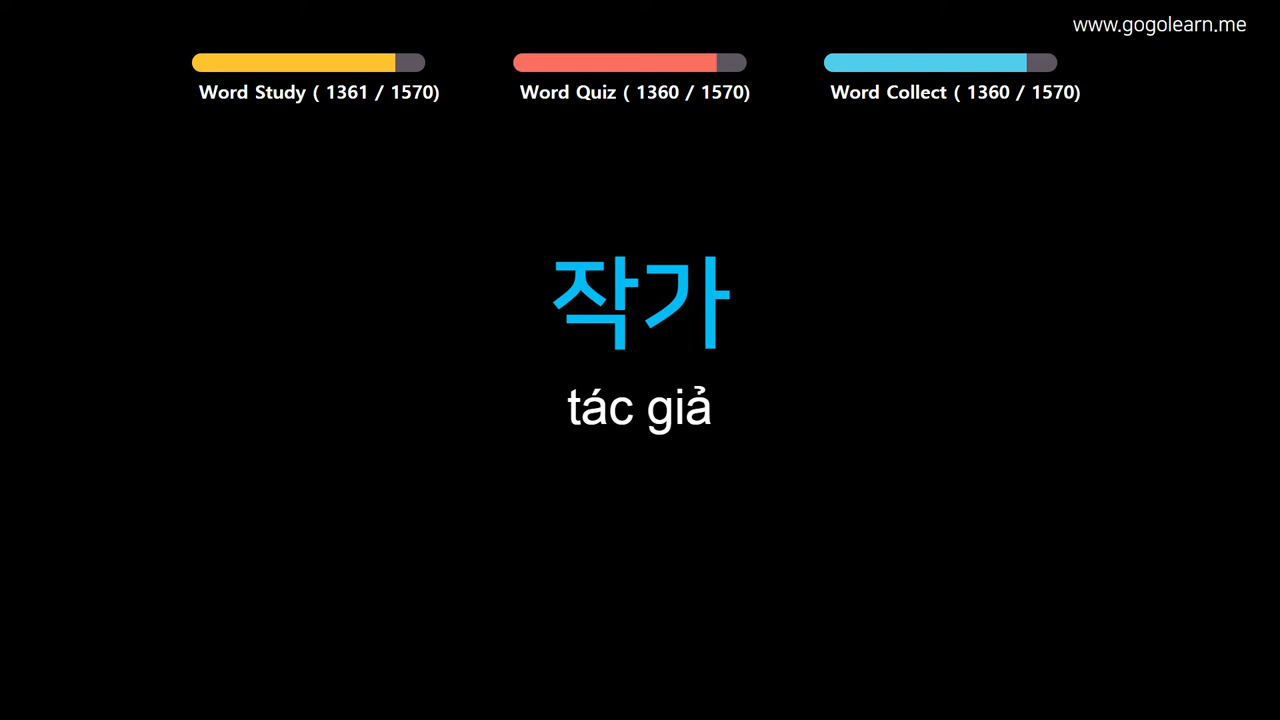 www.gogolearn.me
Word Study ( 1361 / 1570)
Word Quiz ( 1360 / 1570)
Word Collect ( 1360 / 1570)
작가
tác giả